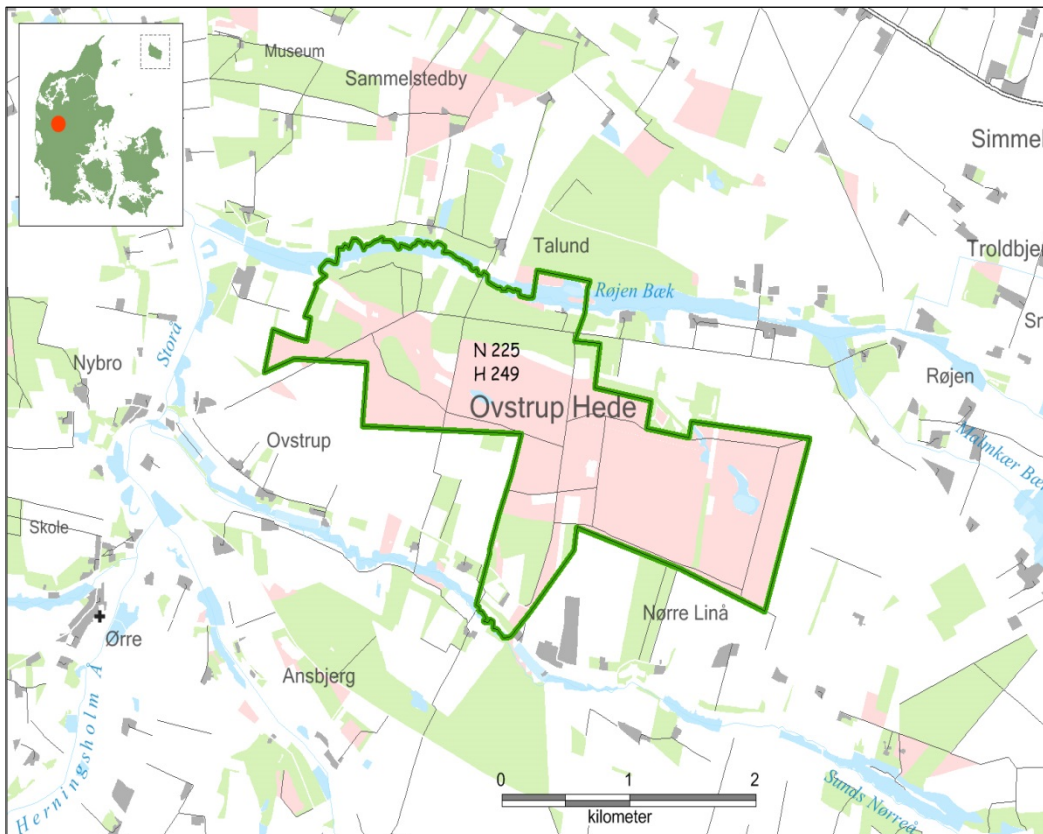 Museum
Sammelstedby
Simmel
Talund
Troldbjer
Røjen Bæk
Sn
Storå
N 225
H 249
Nybro
Røjen
Ovstrup Hede
Ovstrup
Malmkær Bæk
Skole
Nørre Linå
Ørre
Ansbjerg
Herningsholm Å
Sunds Nørreå
0 1 2
kilometer